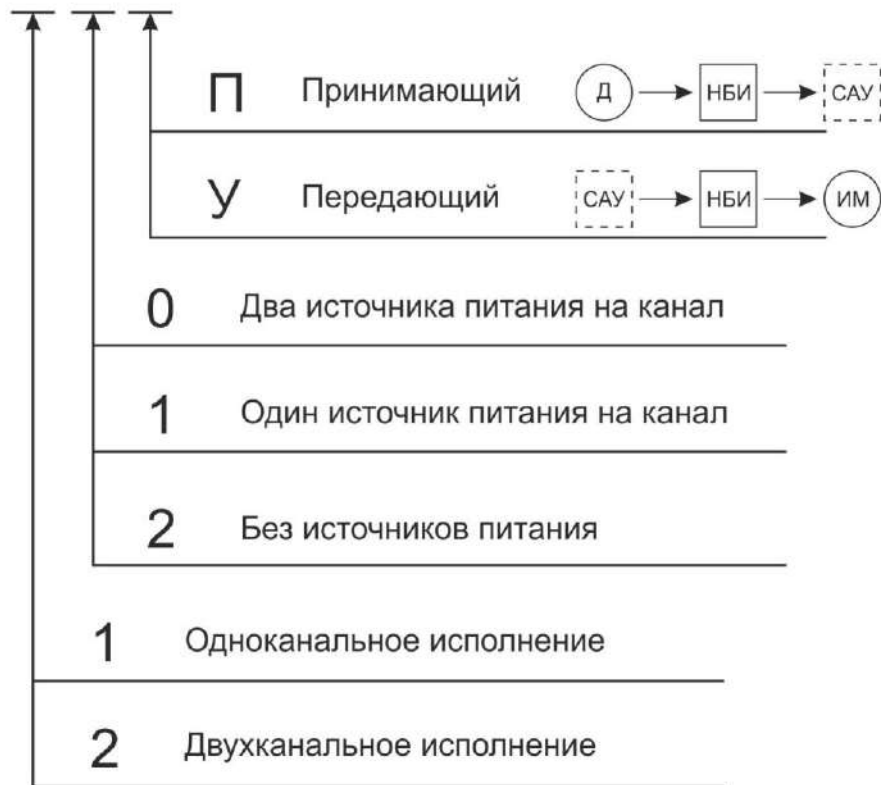 П Принимающий Д НБИ САУ
У Передающий САУ НБИ ИМ
0 Два источника питания на канал
1 Один источник питания на канал
2 Без источников питания
1 Одноканальное исполнение
2 Двухканальное исполнение